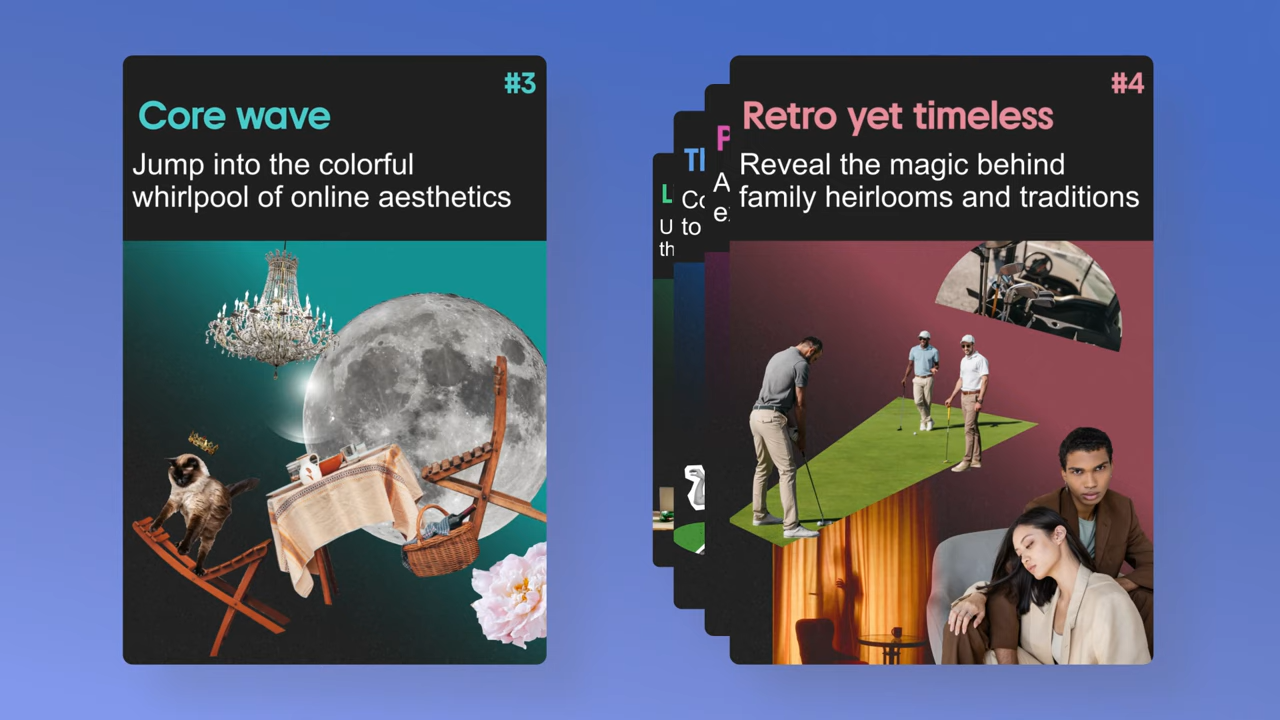 #3
Core wave
Jump into the colorful
whirlpool of online aesthetics
#4
Retro yet timeless
Reveal the magic behind
family heirlooms and traditions